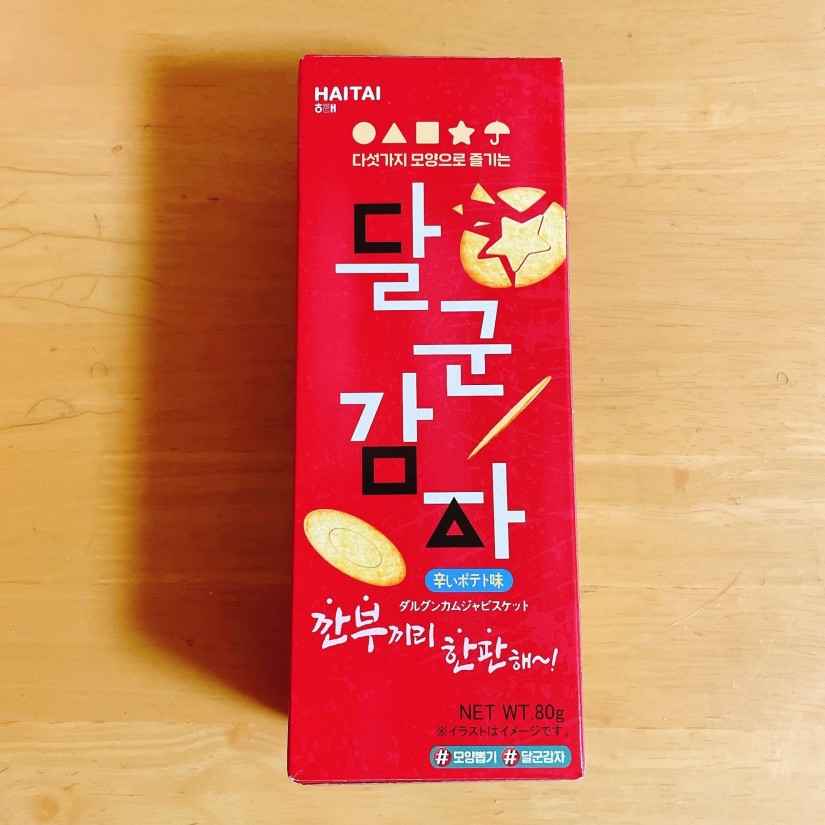 HAITAI
해태
다섯가지 모양으로 즐기는
달
군
감
자
辛いポテト味
ダルグンカムジャビスケット
깐부끼리
한판해~!
NET WT.80g
※イラストはイメージです。
#모양뽑기 #달군감자